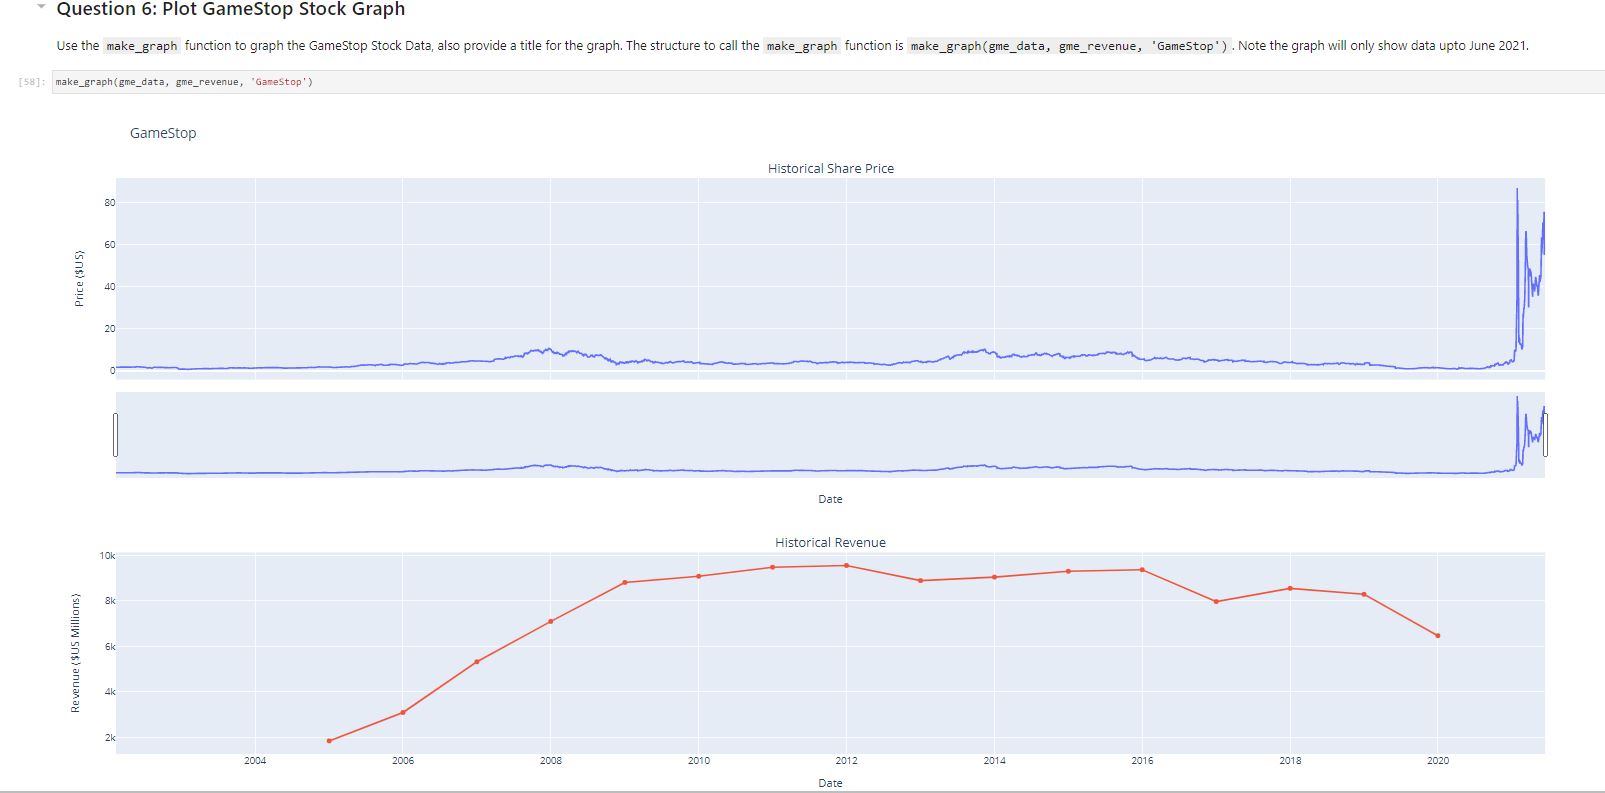 Question 6: Plot GameStop Stock Graph
Use the make_graph function to graph the GameStop Stock Data, also provide a title for the graph. The structure to call the make_graph function is make_graph(gme_data, gme_revenue, 'GameStop') . Note the graph will only show data upto June 2021.
[58]: make_graph(gme_data, gme_revenue, 'GameStop')
GameStop
Historical Share Price
80
60
40
20
0
Price ($US)
Date
Historical Revenue
10k
8k
6k
4k
2k
Revenue ($US Millions)
2004 2006 2008 2010 2012 2014 2016 2018 2020
Date